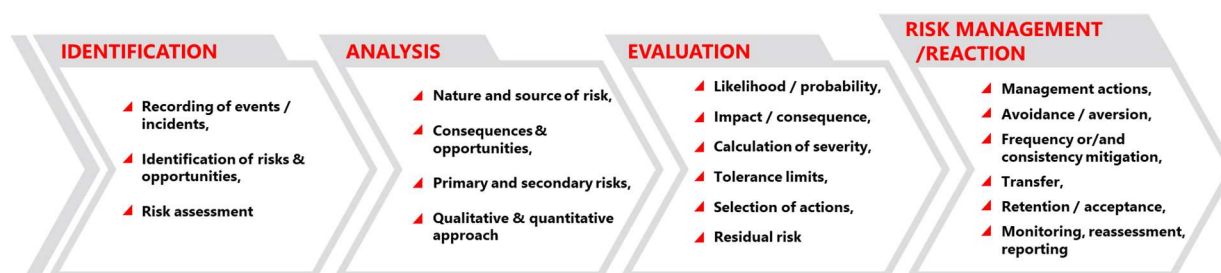 IDENTIFICATION
Recording of events /
incidents,
Identification of risks &
opportunities,
Risk assessment
ANALYSIS
Nature and source of risk,
Consequences &
opportunities,
Primary and secondary risks,
Qualitative & quantitative
approach
EVALUATION
Likelihood / probability,
Impact / consequence,
Calculation of severity,
Tolerance limits,
Selection of actions,
Residual risk
RISK MANAGEMENT
/REACTION
Management actions,
Avoidance / aversion,
Frequency or/and
consistency mitigation,
Transfer,
Retention / acceptance,
Monitoring, reassessment,
reporting